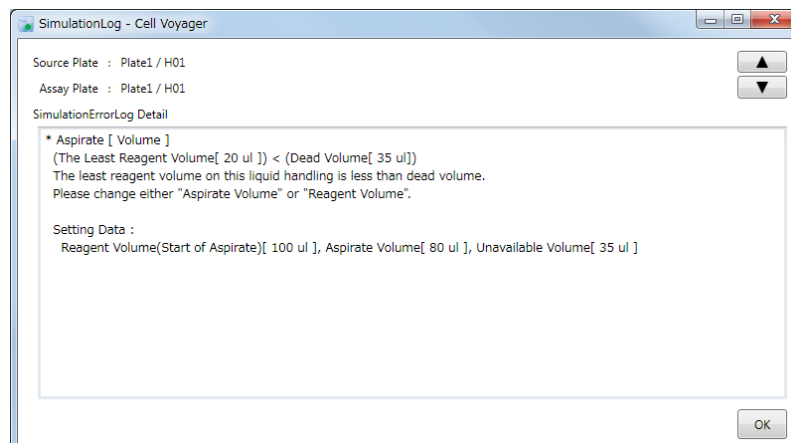 SimulationLog - Cell Voyager
Source Plate : Plate1 / H01
Assay Plate : Plate1 / H01
SimulationErrorLog Detail
* Aspirate [ Volume ]
(The Least Reagent Volume[ 20 ul ]) < (Dead Volume[ 35 ul])
The least reagent volume on this liquid handling is less than dead volume.
Please change either "Aspirate Volume" or "Reagent Volume".
Setting Data :
Reagent Volume(Start of Aspirate)[ 100 ul ], Aspirate Volume[ 80 ul ], Unavailable Volume[ 35 ul ]
OK